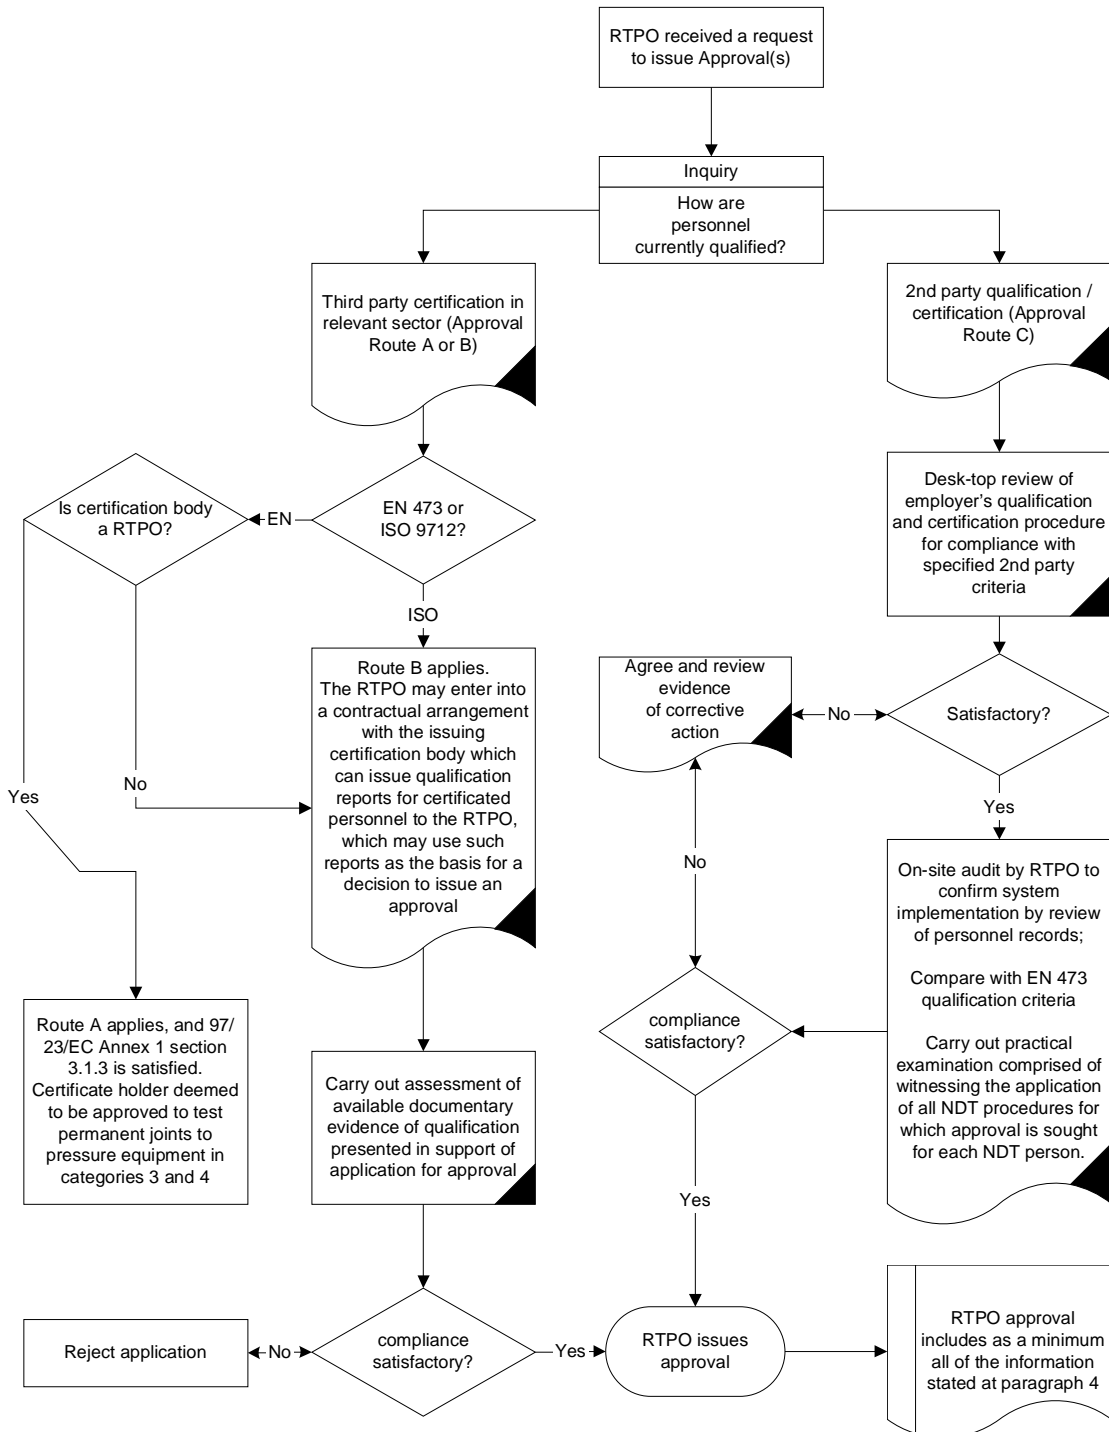 RTPO received a request
to issue Approval(s)
Inquiry
How are
personnel
currently qualified?
Third party certification in
relevant sector (Approval
Route A or B)
2nd party qualification /
certification (Approval
Route C)
Is certification body
a RTPO?
EN
EN 473 or
ISO 9712?
Desk-top review of
employer's qualification
and certification procedure
for compliance with
specified 2nd party
criteria
ISO
Route B applies.
The RTPO may enter into
a contractual arrangement
with the issuing
certification body which
can issue qualification
reports for certificated
personnel to the RTPO,
which may use such
reports as the basis for a
decision to issue an
approval
Agree and review
evidence
of corrective
action
No
Satisfactory?
Yes
No
Yes
No
On-site audit by RTPO to
confirm system
implementation by review
of personnel records;
Compare with EN 473
qualification criteria
Carry out practical
examination comprised of
witnessing the application
of all NDT procedures for
which approval is sought
for each NDT person.
compliance
satisfactory?
Route A applies, and 97/
23/EC Annex 1 section
3.1.3 is satisfied.
Certificate holder deemed
to be approved to test
permanent joints to
pressure equipment in
categories 3 and 4
Carry out assessment of
available documentary
evidence of qualification
presented in support of
application for approval
Yes
Reject application
No
compliance
satisfactory?
Yes
RTPO issues
approval
RTPO approval
includes as a minimum
all of the information
stated at paragraph 4